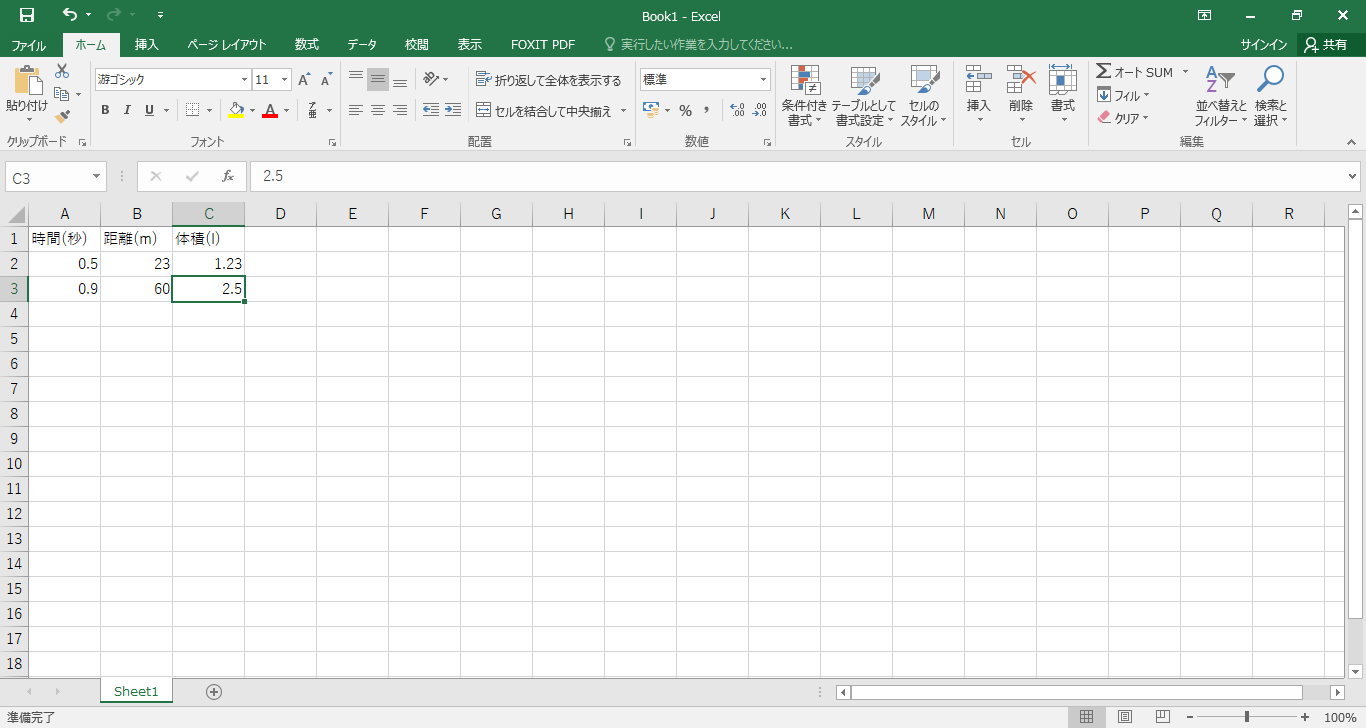 Book1 - Excel
ファイル ホーム 挿入 ページ レイアウト 数式 データ 校閲 表示 FOXIT PDF 実行したい作業を入力してください... サインイン 共有
貼り付け
クリップボード
游ゴシック 11
B I U
フォント
折り返して全体を表示する
セルを結合して中央揃え
配置
標準
%
数値
条件付き書式
テーブルとして書式設定
セルのスタイル
スタイル
挿入 削除 書式
セル
オート SUM
フィル
クリア
並べ替えとフィルター
検索と選択
編集
C3 fx 2.5
A B C D E F G H I J K L M N O P Q R
1 時間(秒) 距離(m) 体積(l)
2 0.5 23 1.23
3 0.9 60 2.5
4
5
6
7
8
9
10
11
12
13
14
15
16
17
18
Sheet1
準備完了 100%